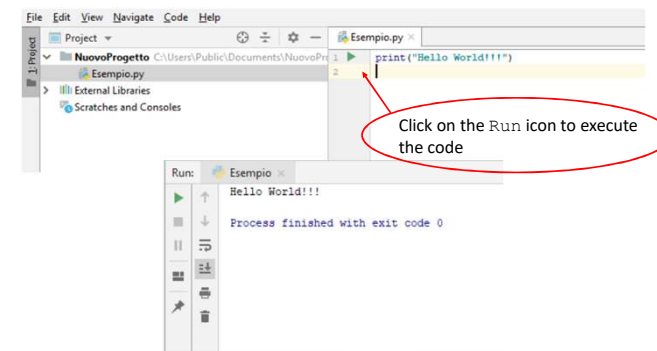 File Edit View Navigate Code Help
Project
Esempio.py
1: Project
NuovoProgetto C:\Users\Public\Documents\NuovoPr
1 print("Hello World!!!")
Esempio.py
2
External Libraries
Scratches and Consoles
Click on the Run icon to execute
the code
Run: Esempio
Hello World!!!
Process finished with exit code 0